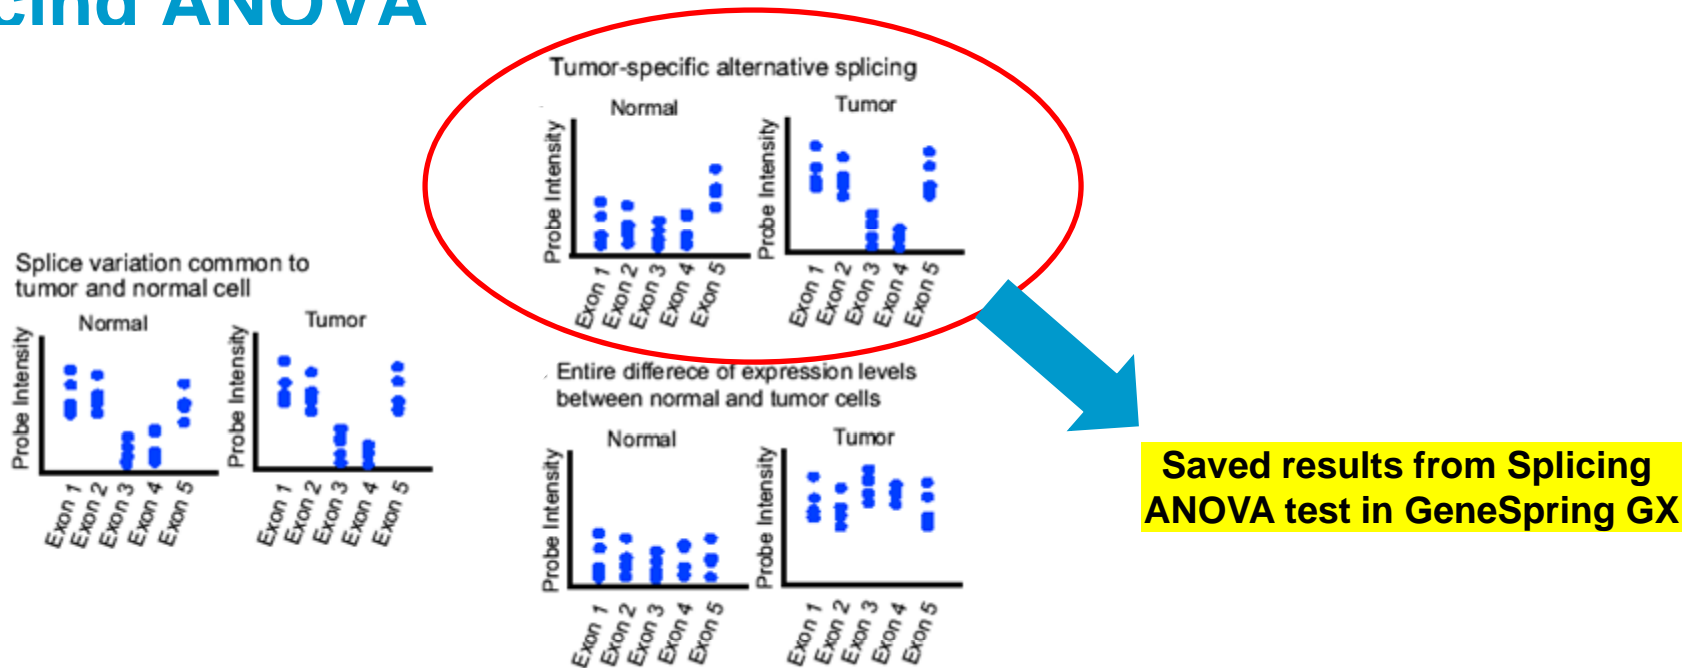 cing ANOVA
Tumor-specific alternative splicing
Normal
Tumor
Probe Intensity
Probe Intensity
Exon 1
Exon 2
Exon 3
Exon 4
Exon 5
Exon 1
Exon 2
Exon 3
Exon 4
Exon 5
Splice variation common to
tumor and normal cell
Normal
Tumor
Probe Intensity
Probe Intensity
Exon 1
Exon 2
Exon 3
Exon 4
Exon 5
Exon 1
Exon 2
Exon 3
Exon 4
Exon 5
Entire differece of expression levels
between normal and tumor cells
Normal
Tumor
Probe Intensity
Probe Intensity
Exon 1
Exon 2
Exon 3
Exon 4
Exon 5
Exon 1
Exon 2
Exon 3
Exon 4
Exon 5
Saved results from Splicing
ANOVA test in GeneSpring GX